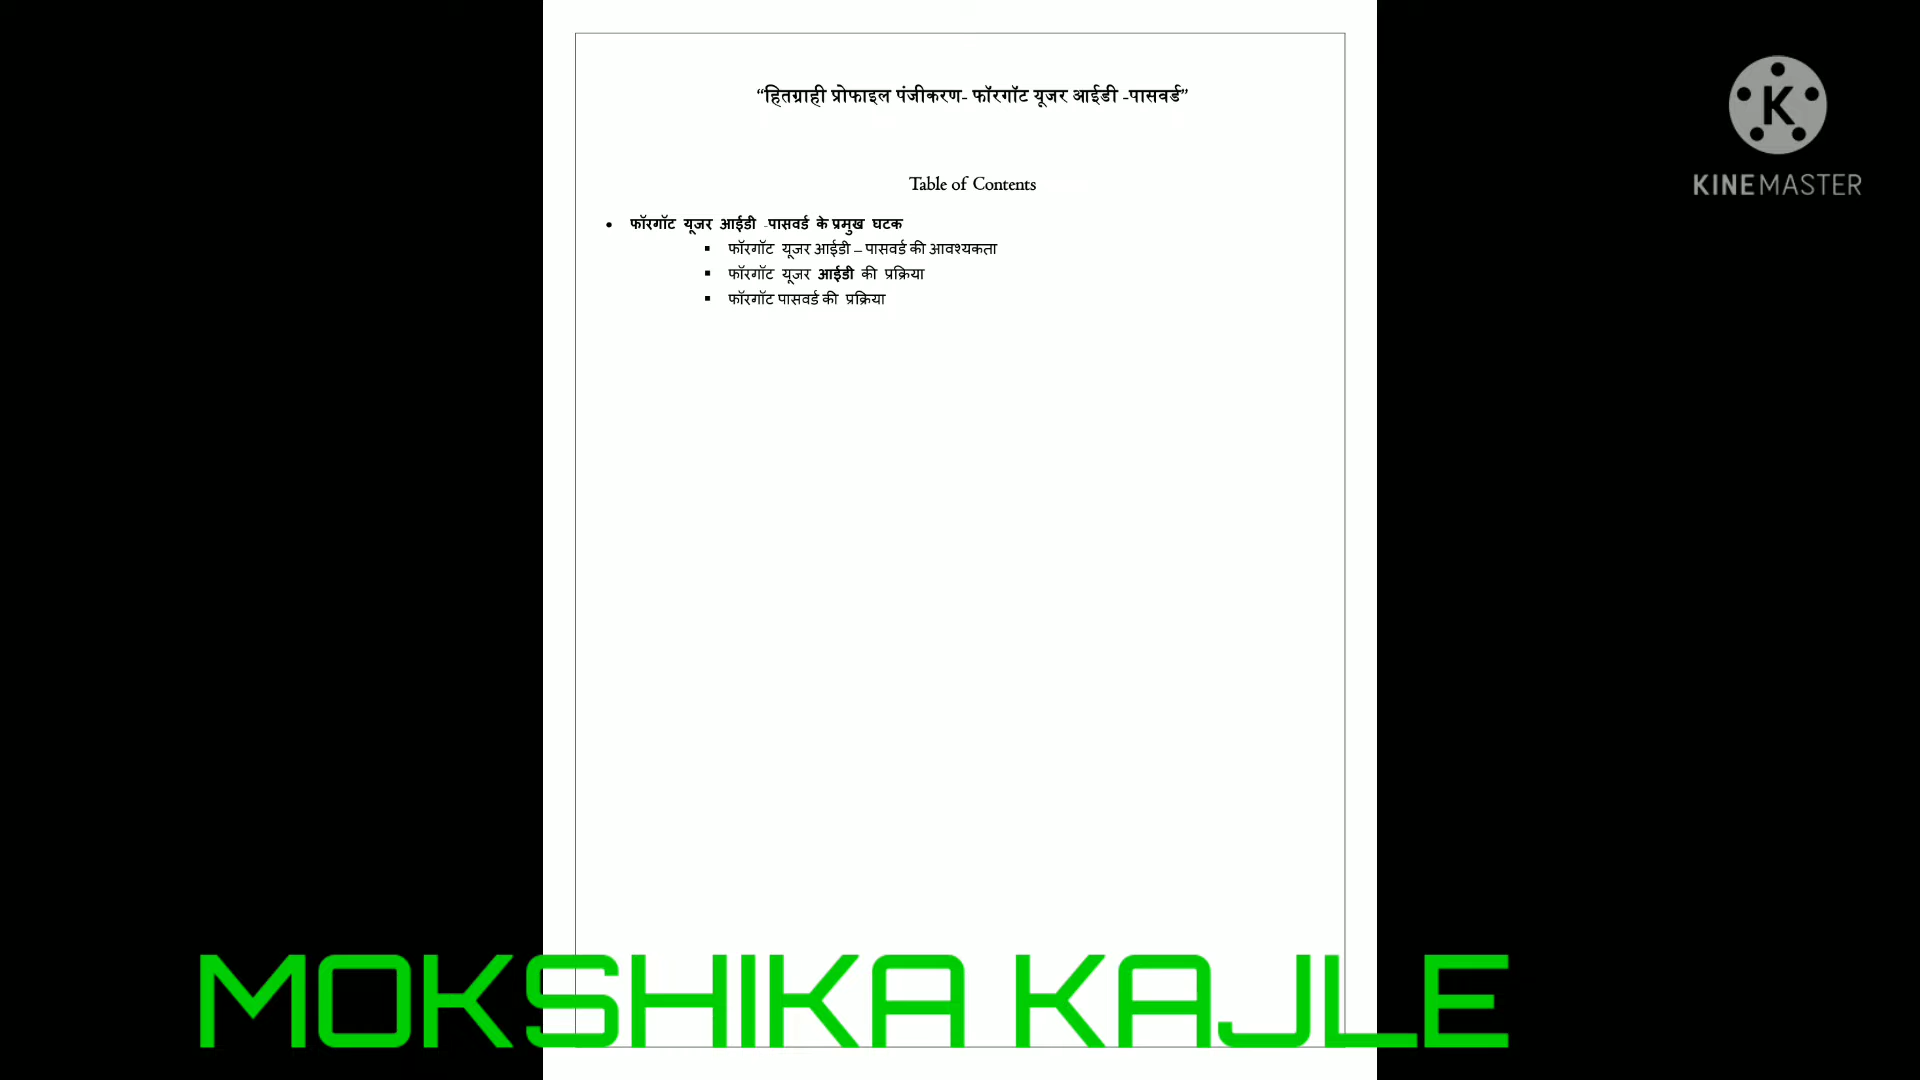 “हितग्राही प्रोफाइल पंजीकरण- फॉरगॉट यूजर आईडी -पासवर्ड”
K
KINEMASTER
Table of Contents
• फॉरगॉट यूजर आईडी -पासवर्ड के प्रमुख घटक
▪ फॉरगॉट यूजर आईडी – पासवर्ड की आवश्यकता
▪ फॉरगॉट यूजर आईडी की प्रक्रिया
▪ फॉरगॉट पासवर्ड की प्रक्रिया
MOKSHIKA KAJLE